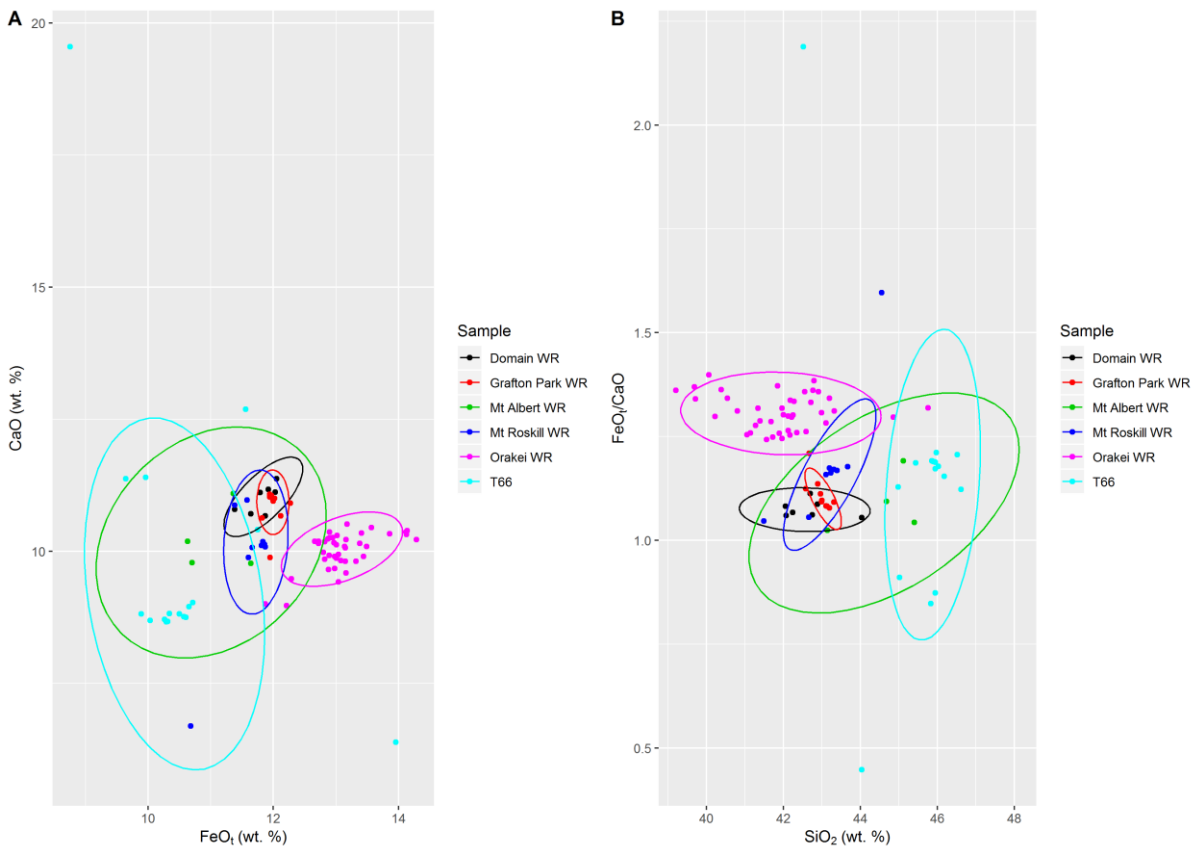 A
20
15
10
CaO (wt. %)
10
12
14
FeOt (wt. %)
Sample
Domain WR
Grafton Park WR
Mt Albert WR
Mt Roskill WR
Orakei WR
T66
B
2.0
1.5
1.0
0.5
FeOt/CaO
40
42
44
46
48
SiO2 (wt. %)
Sample
Domain WR
Grafton Park WR
Mt Albert WR
Mt Roskill WR
Orakei WR
T66